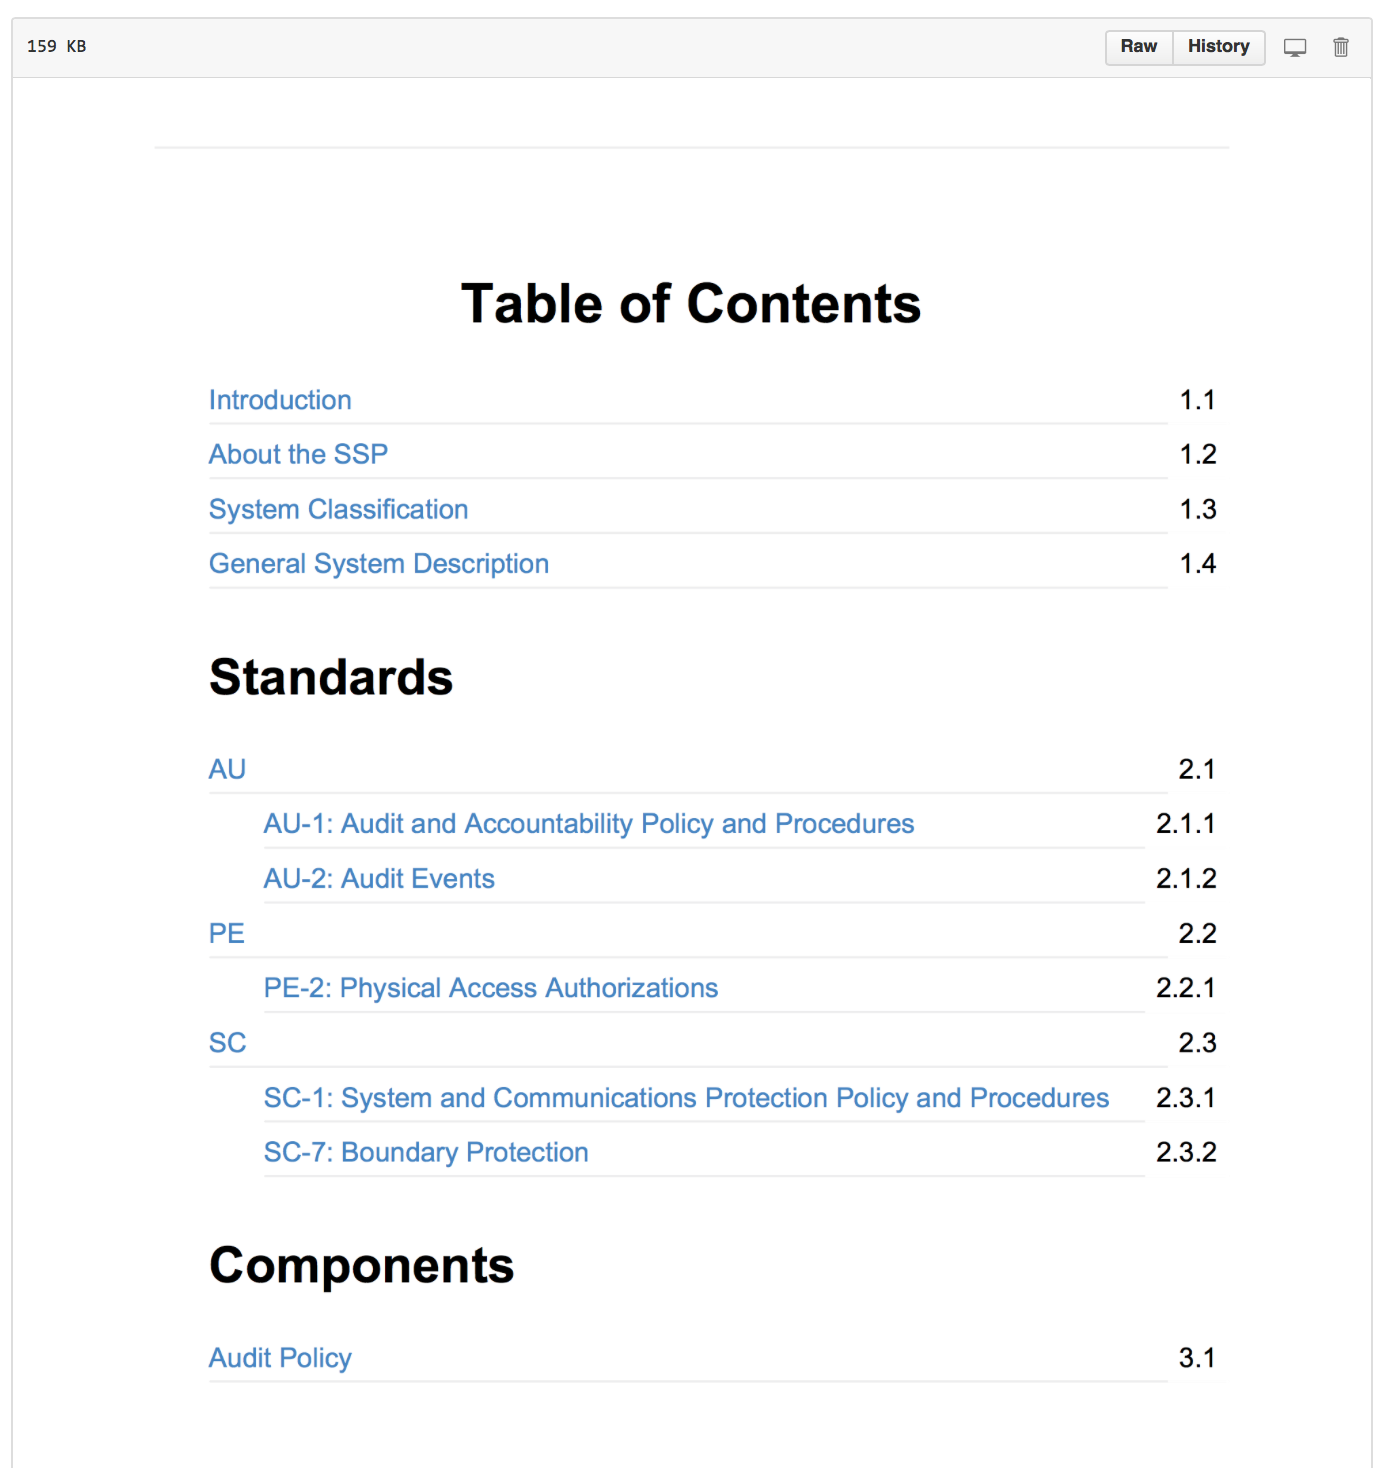 159 KB Raw History
Table of Contents
Introduction 1.1
About the SSP 1.2
System Classification 1.3
General System Description 1.4
Standards
AU 2.1
AU-1: Audit and Accountability Policy and Procedures 2.1.1
AU-2: Audit Events 2.1.2
PE 2.2
PE-2: Physical Access Authorizations 2.2.1
SC 2.3
SC-1: System and Communications Protection Policy and Procedures 2.3.1
SC-7: Boundary Protection 2.3.2
Components
Audit Policy 3.1